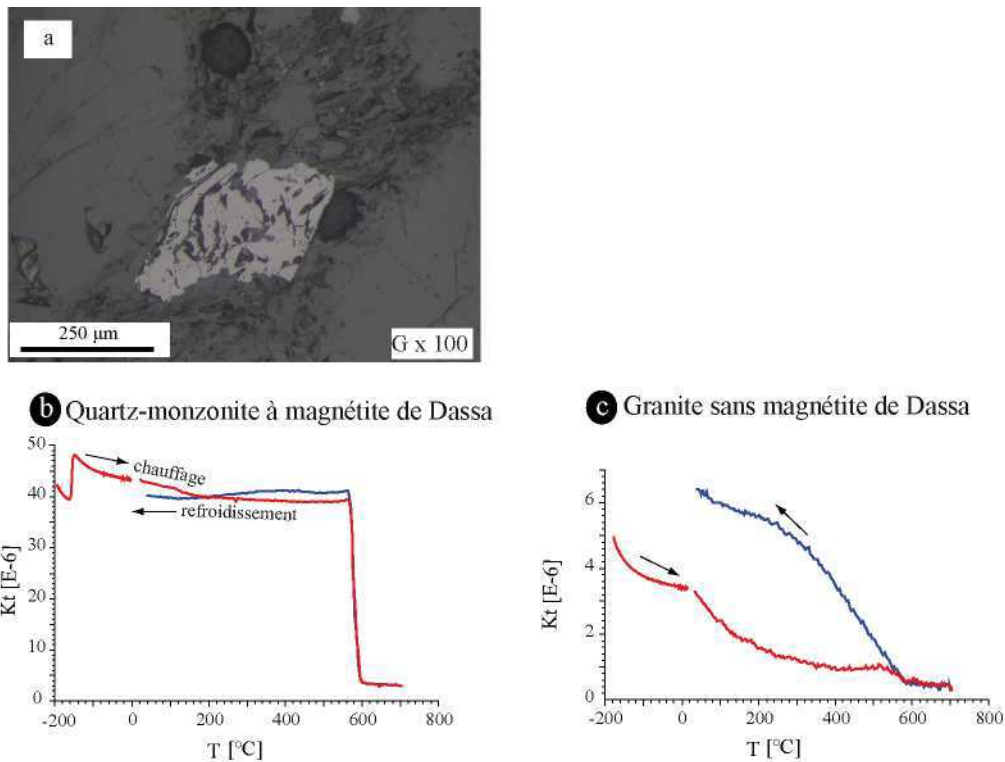 a
250 µm
G x 100
b Quartz-monzonite à magnétite de Dassa
50
40
30
20
10
0
Kt [E-6]
chauffage
refroidissement
-200 0 200 400 600 800
T [°C]
c Granite sans magnétite de Dassa
6
4
2
0
Kt [E-6]
-200 0 200 400 600 800
T [°C]